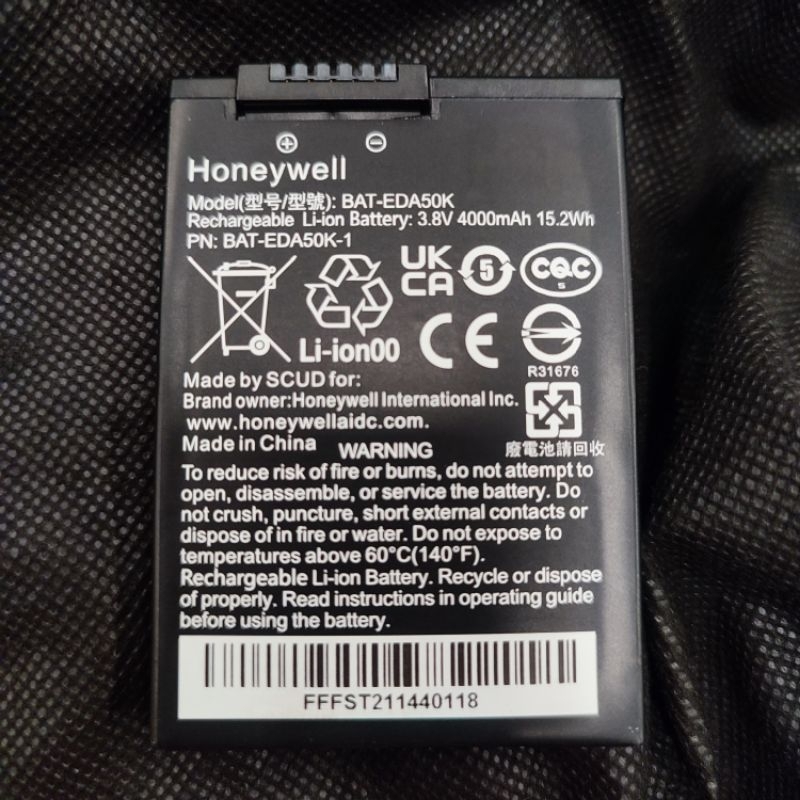 Honeywell
Model(型号/型號): BAT-EDA50K
Rechargeable Li-ion Battery: 3.8V 4000mAh 15.2Wh
PN: BAT-EDA50K-1
UK
CA
5
CQC
S
Li-ion00
CE
R31676
Made by SCUD for:
Brand owner:Honeywell International Inc.
www.honeywellaidc.com.
Made in China
廢電池請回收
WARNING
To reduce risk of fire or burns, do not attempt to
open, disassemble, or service the battery. Do
not crush, puncture, short external contacts or
dispose of in fire or water. Do not expose to
temperatures above 60°C(140°F).
Rechargeable Li-ion Battery. Recycle or dispose
of properly. Read instructions in operating guide
before using the battery.
FFFST211440118